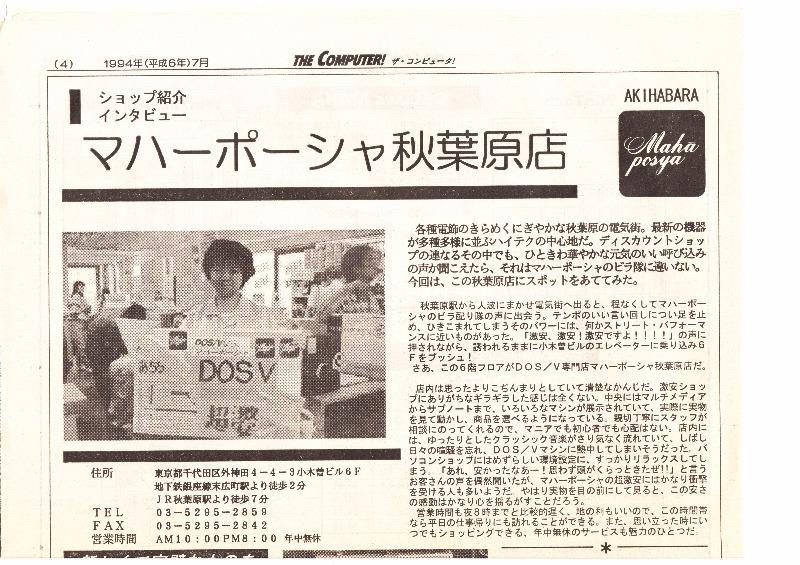 (4)
1994年(平成6年)7月
THE COMPUTER! ザ・コンピュータ!
ショップ紹介
インタビュー
マハーポーシャ秋葉原店
AKIHABARA
Maha
posya
各種電飾のきらめくにぎやかな秋葉原の電気街。最新の機器
が多種多様に並ぶハイテクの中心地だ。ディスカウントショッ
プの連なるその中でも、ひときわ華やかな元気のいい呼び込み
の声が聞こえたら、それはマハーポーシャのビラ隊に違いない。
今回は、この秋葉原店にスポットをあててみた。
秋葉原駅から人波にまかせ電気街へ出ると、程なくしてマハーポー
シャのビラ配り隊の声に出会う。テンポのいい言い回しについ足を止
め、ひきこまれてしまうそのパワーには、何かストリート・パフォーマ
ンスに近いものがあった。「激安、激安!激安ですよ!!!!」の声に
押されながら、誘われるままに小木曽ビルのエレベーターに乗り込み6
Fをプッシュ!
さあ、この6階フロアがDOS/V専門店マハーポーシャ秋葉原店だ。
店内は思ったよりこぢんまりとしていて清楚なかんじだ。激安ショッ
プにありがちなギラギラした感じは全くない。中央にはマルチメディア
からサブノートまで、いろいろなマシンが展示されていて、実際に実物
を見て動かし、商品を選べるようになっている。親切丁寧にスタッフが
相談にのってくれるので、マニアでも初心者でも心配はない。店内に
は、ゆったりとしたクラッシック音楽がさり気なく流れていて、しばし
日々の喧騒を忘れ、DOS/Vマシンに熱中してしまいそうだった。パ
ソコンショップにはめずらしい環境設定に、すっかりリラックスしてし
まう。「あれ、安かったなあー!思わず頭がくらっときたぜ!!」と言う
お客さんの声を偶然聞いたが、マハーポーシャの超激安にはかなり衝撃
を受ける人も多いようだ。やはり実物を目の前にして見ると、この安さ
の感動はかなり心を揺るがすことだろう。
営業時間も夜8時までと比較的遅く、地の利もいいので、この時間帯
なら平日の仕事帰りにも訪れることができる。また、思い立った時にい
つでもショッピングできる、年中無休のサービスも魅力のひとつだ。
DOS/V
DOSV
超激
住所 東京都千代田区外神田4-4-3小木曽ビル6F
地下鉄銀座線末広町駅より徒歩2分
JR秋葉原駅より徒歩7分
TEL 03-5295-2859
FAX 03-5295-2842
営業時間 AM10:00PM8:00 年中無休